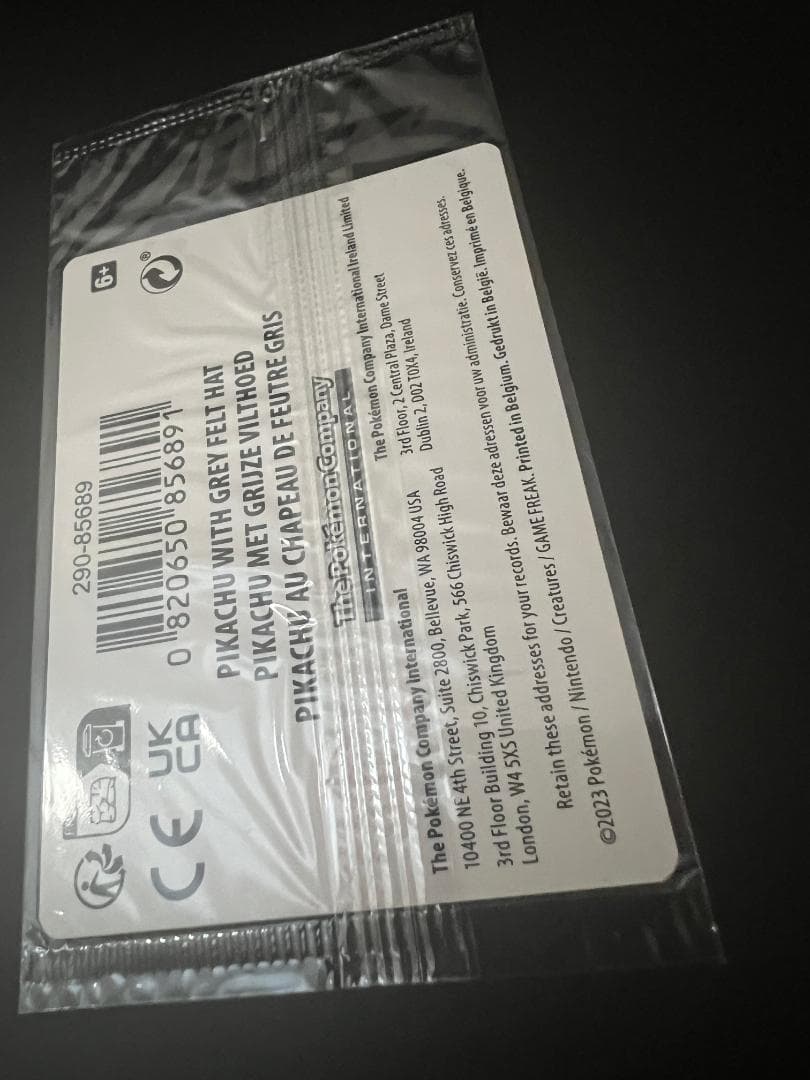 6+
®
290-85689
0 820650 856891
CE
UK
CA
PIKACHU WITH GREY FELT HAT
PIKACHU MET GRIJZE VILTHOED
PIKACHU AU CHAPEAU DE FEUTRE GRIS
The Pokémon Company
INTERNATIONAL
The Pokémon Company International
10400 NE 4th Street, Suite 2800, Bellevue, WA 98004 USA
3rd Floor Building 10, Chiswick Park, 566 Chiswick High Road
London, W4 5XS United Kingdom
The Pokémon Company International Ireland Limited
3rd Floor, 2 Central Plaza, Dame Street
Dublin 2, D02 T0X4, Ireland
Retain these addresses for your records. Bewaar deze adressen voor uw administratie. Conservez ces adresses.
©2023 Pokémon / Nintendo / Creatures / GAME FREAK. Printed in Belgium. Gedrukt in België. Imprimé en Belgique.